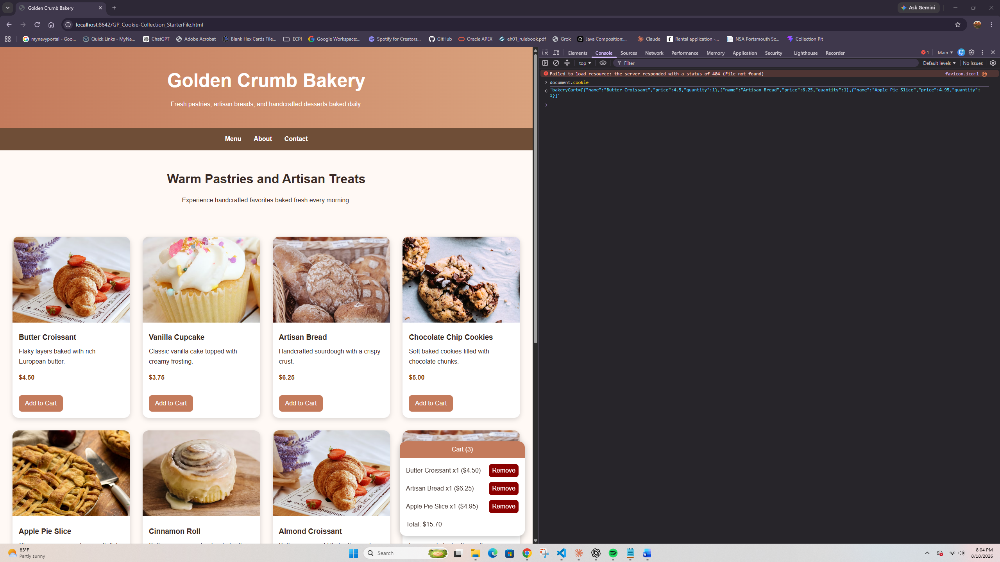 Golden Crumb Bakery
Ask Gemini
localhost:8642/GP_Cookie-Collection_StarterFile.html
mynavyportal - Goo...
Quick Links - MyNa...
ChatGPT
Adobe Acrobat
Blank Hex Cards Tile...
ECPI
Google Workspace:...
Spotify for Creators...
GitHub
Oracle APEX
eh01_rulebook.pdf
Grok
Java Composition:...
Claude
Rental application -...
NSA Portsmouth Sc...
Collection Pit
Golden Crumb Bakery
Fresh pastries, artisan breads, and handcrafted desserts baked daily.
Menu About Contact
Warm Pastries and Artisan Treats
Experience handcrafted favorites baked fresh every morning.
Butter Croissant
Flaky layers baked with rich
European butter.
$4.50
Add to Cart
Vanilla Cupcake
Classic vanilla cake topped with
creamy frosting.
$3.75
Add to Cart
Artisan Bread
Handcrafted sourdough with a crispy
crust.
$6.25
Add to Cart
Chocolate Chip Cookies
Soft baked cookies filled with
chocolate chunks.
$5.00
Add to Cart
Apple Pie Slice
Cinnamon Roll
Almond Croissant
Cart (3)
Butter Croissant x1 ($4.50) Remove
Artisan Bread x1 ($6.25) Remove
Apple Pie Slice x1 ($4.95) Remove
Total: $15.70
Elements Console Sources Network Performance Memory Application Security Lighthouse Recorder
1 Main
top Filter Default levels No Issues
Failed to load resource: the server responded with a status of 404 (File not found) favicon.ico:1
document.cookie
'bakeryCart=[{"name":"Butter Croissant","price":4.5,"quantity":1},{"name":"Artisan Bread","price":6.25,"quantity":1},{"name":"Apple Pie Slice","price":4.95,"quantity":
1}]'
83°F
Partly sunny
Search
8:04 PM
8/18/2026